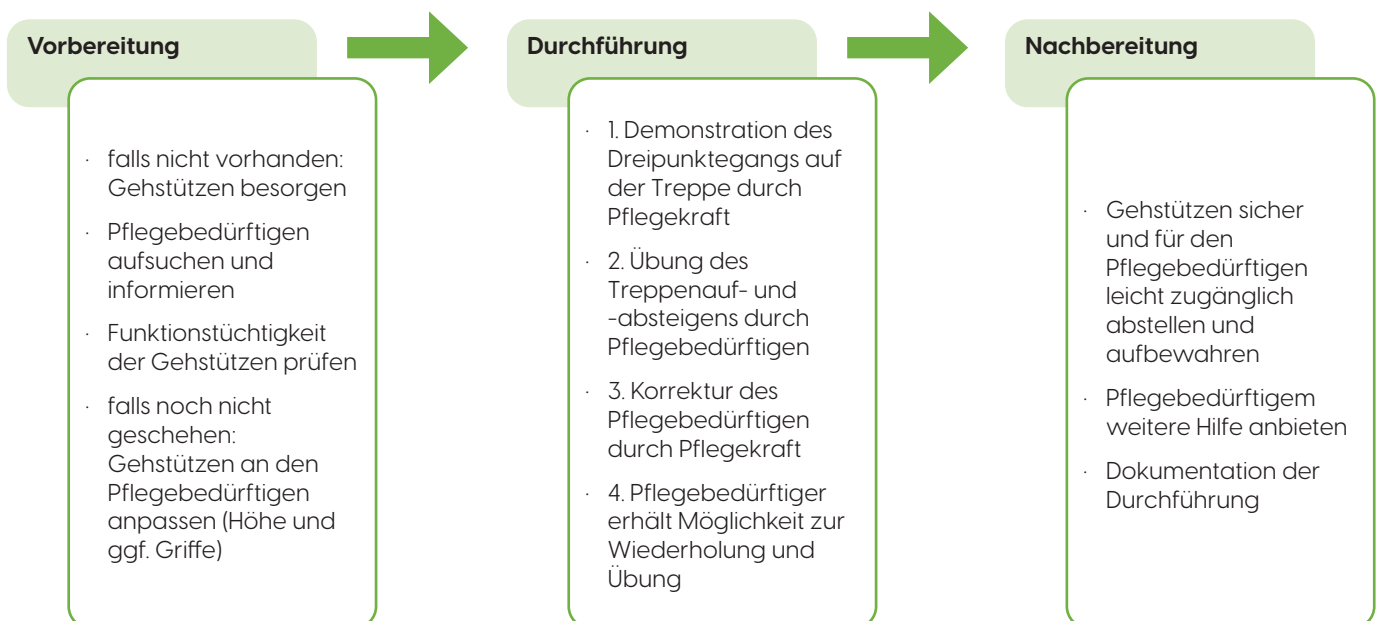 Vorbereitung
· falls nicht vorhanden:
Gehstützen besorgen
· Pflegebedürftigen
aufsuchen und
informieren
· Funktionstüchtigkeit
der Gehstützen prüfen
· falls noch nicht
geschehen:
Gehstützen an den
Pflegebedürftigen
anpassen (Höhe und
ggf. Griffe)
Durchführung
· 1. Demonstration des
Dreipunktegangs auf
der Treppe durch
Pflegekraft
· 2. Übung des
Treppenauf- und
-absteigens durch
Pflegebedürftigen
· 3. Korrektur des
Pflegebedürftigen
durch Pflegekraft
· 4. Pflegebedürftiger
erhält Möglichkeit zur
Wiederholung und
Übung
Nachbereitung
· Gehstützen sicher
und für den
Pflegebedürftigen
leicht zugänglich
abstellen und
aufbewahren
· Pflegebedürftigem
weitere Hilfe anbieten
· Dokumentation der
Durchführung